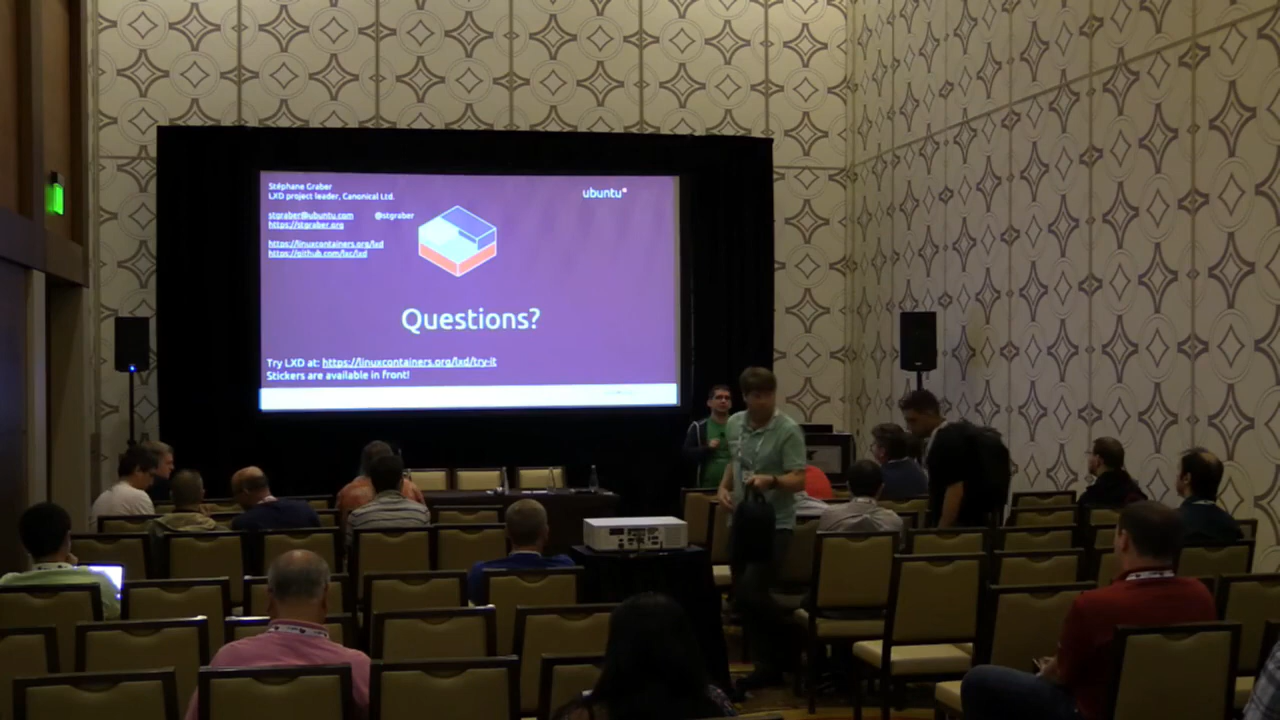 Stéphane Graber
LXD project leader, Canonical Ltd.
ubuntu
stgraber@ubuntu.com @stgraber
https://stgraber.org
https://linuxcontainers.org/lxd
https://github.com/lxc/lxd
Questions?
Try LXD at: https://linuxcontainers.org/lxd/try-it
Stickers are available in front!